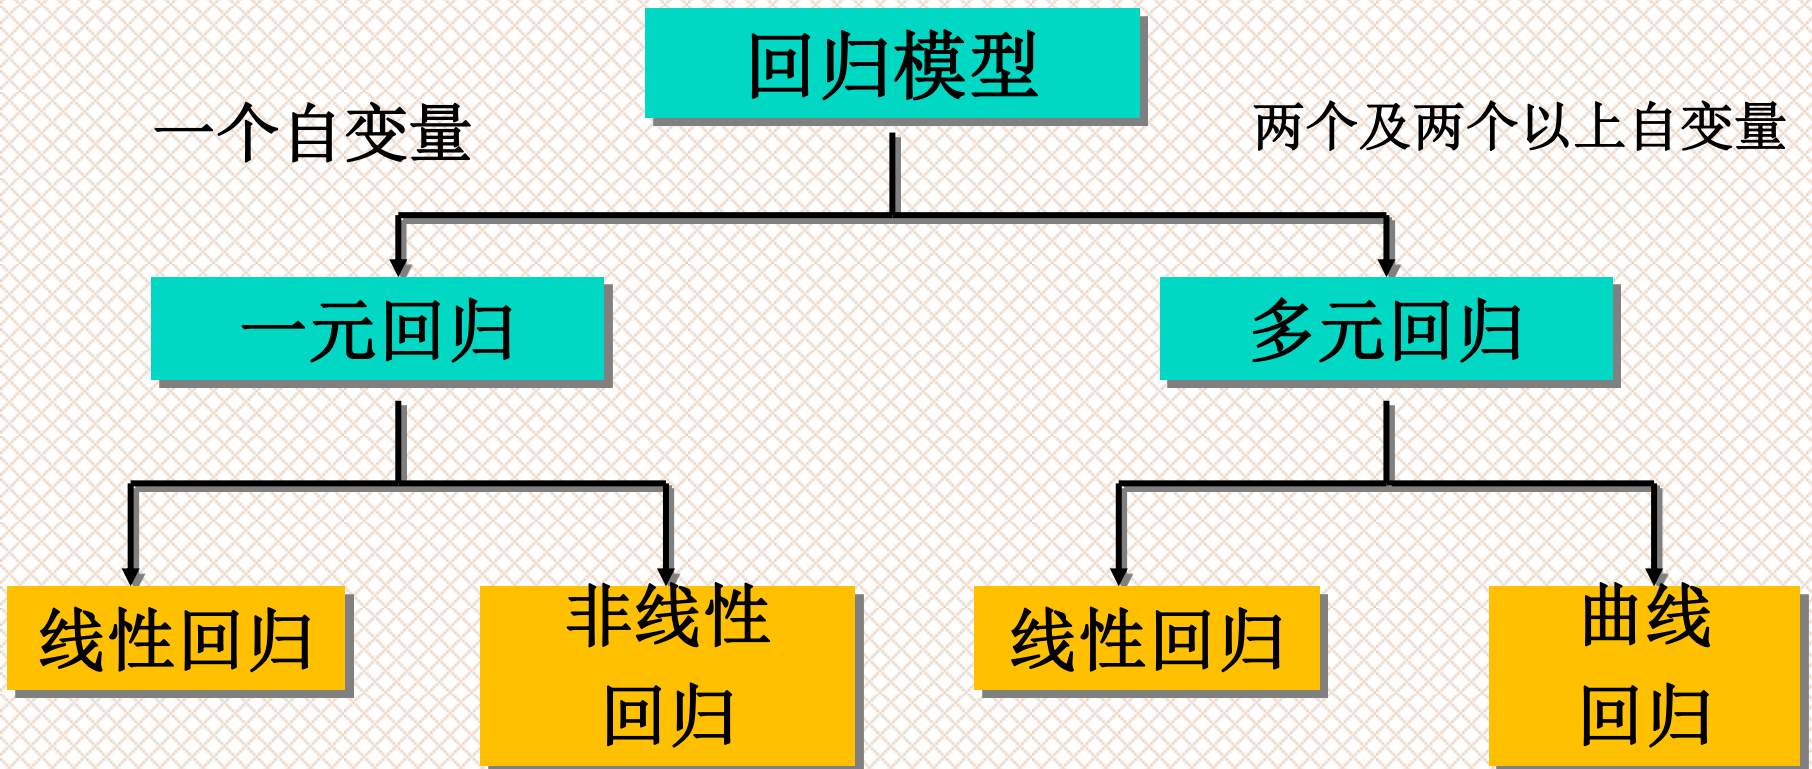 回归模型
一个自变量
两个及两个以上自变量
一元回归
多元回归
线性回归
非线性
回归
线性回归
曲线
回归